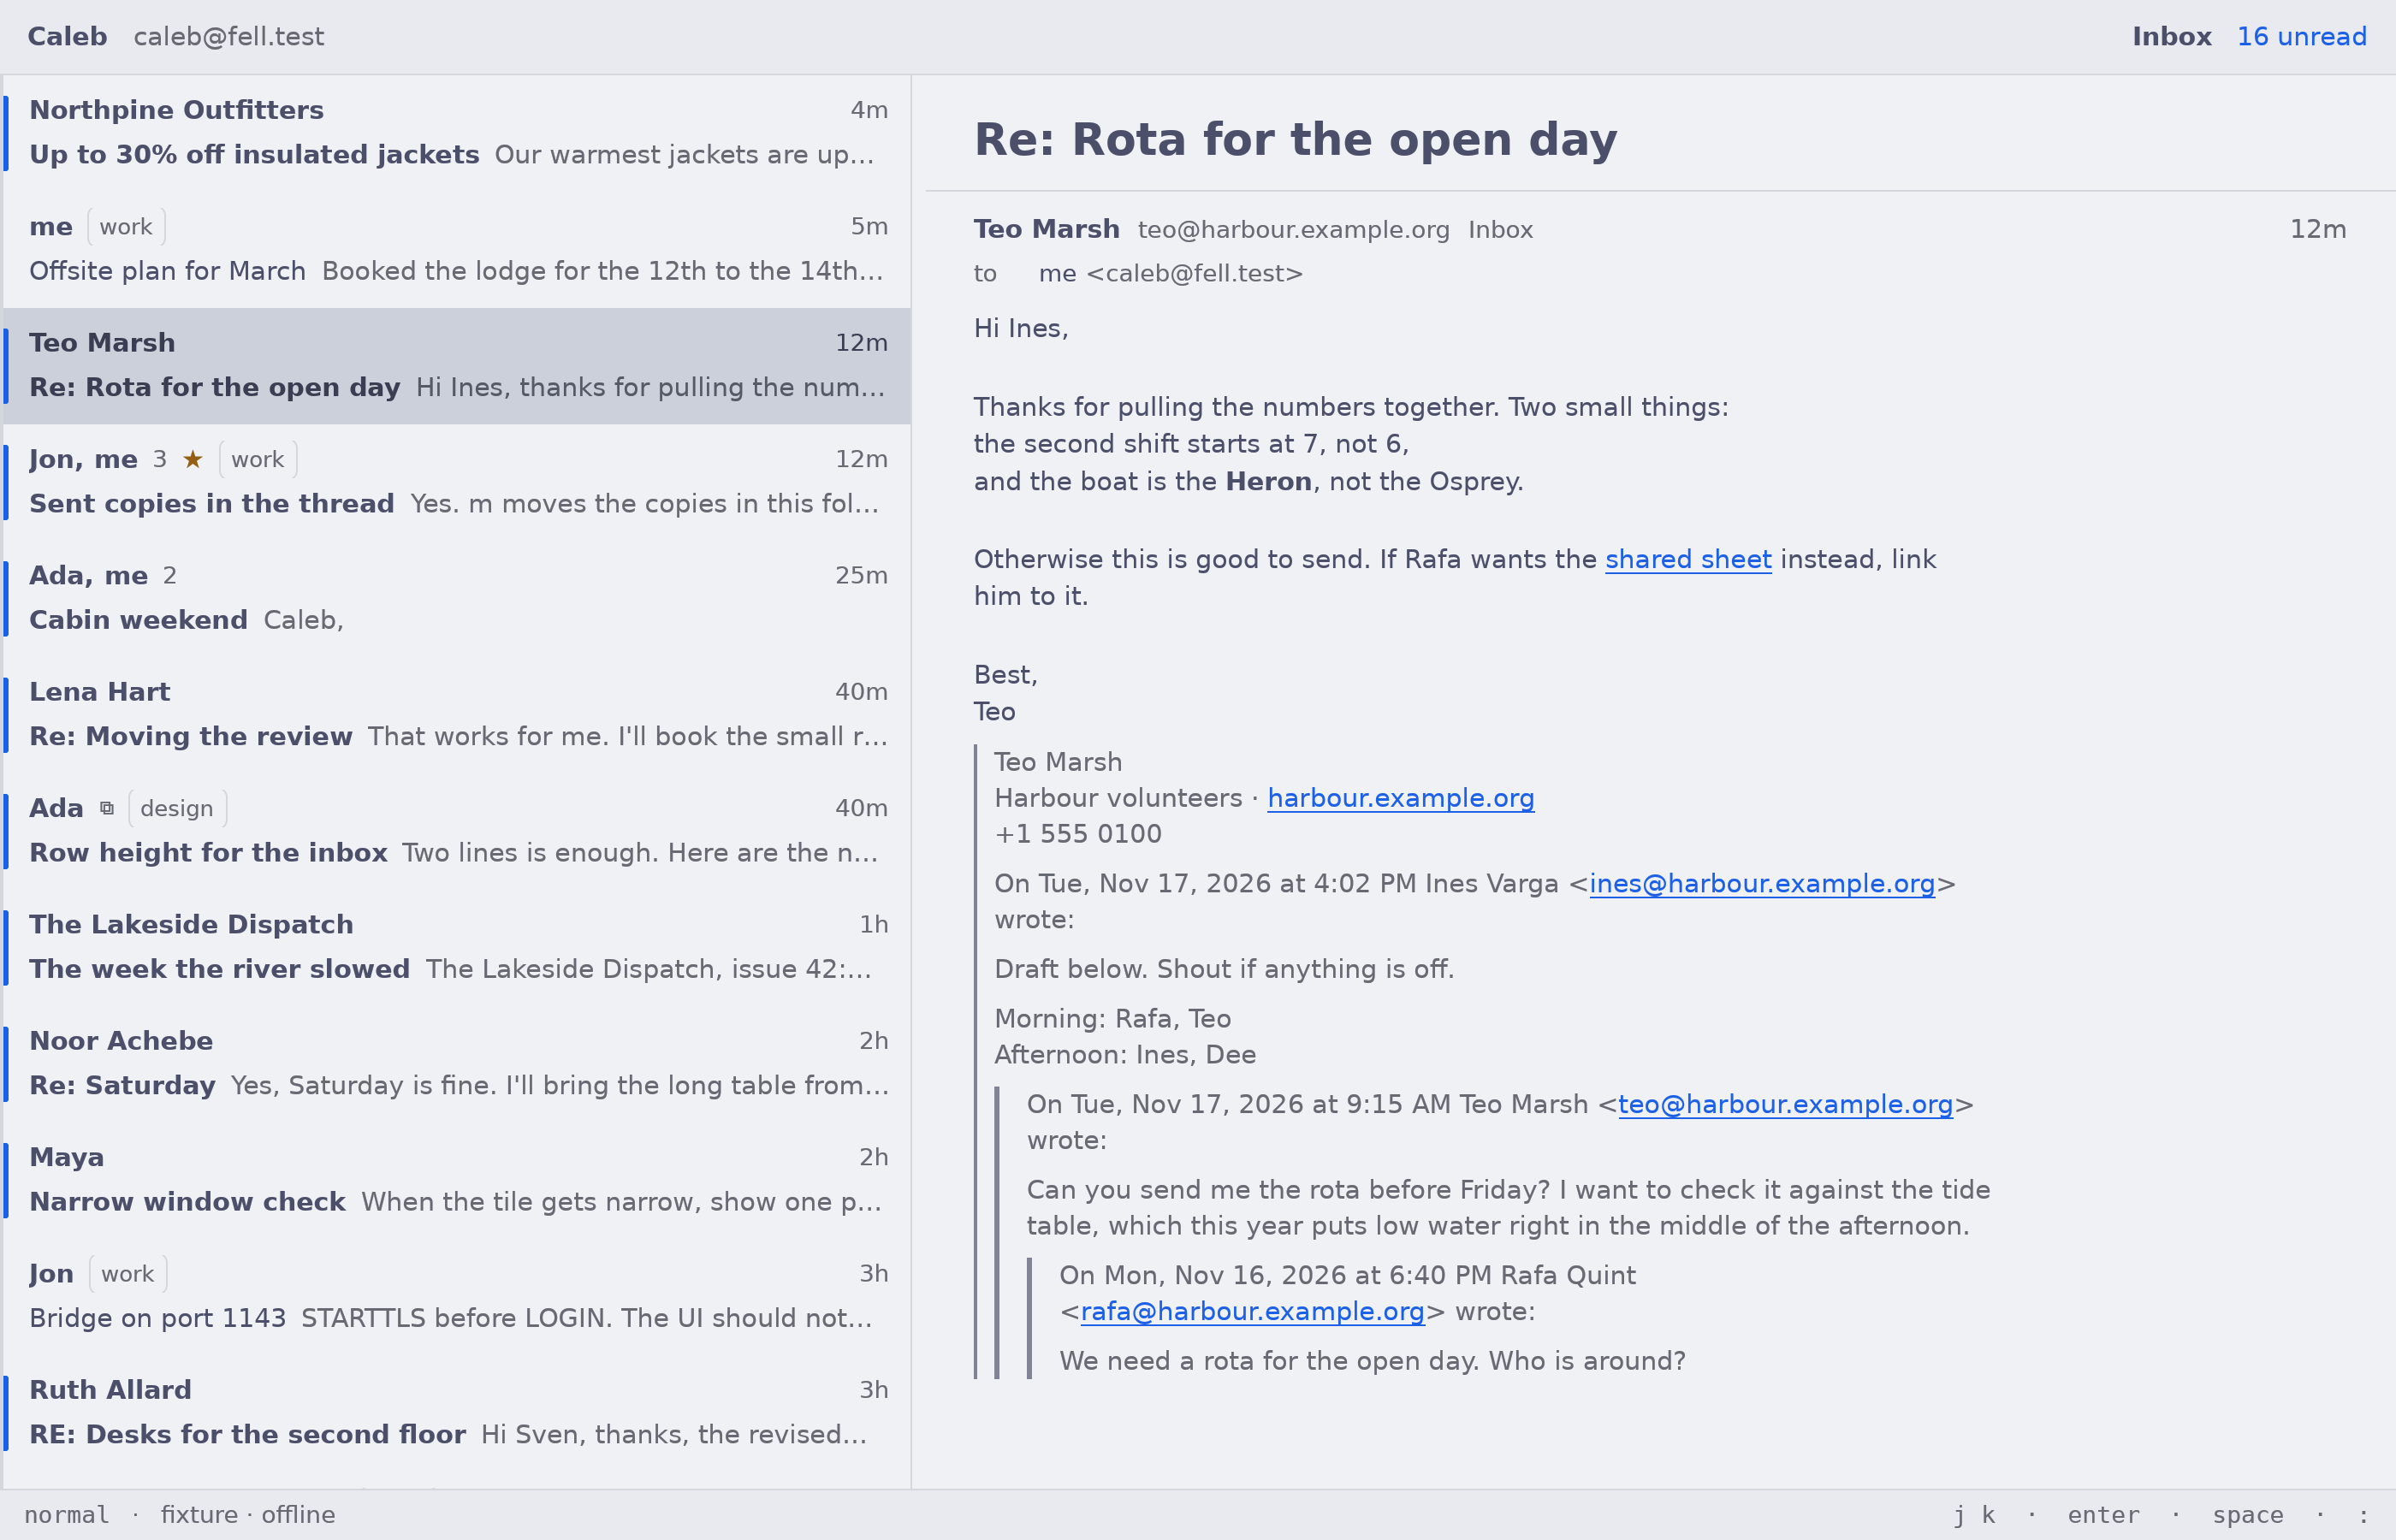 Caleb caleb@fell.test
Inbox 16 unread
Northpine Outfitters 4m
Up to 30% off insulated jackets Our warmest jackets are up…
me work 5m
Offsite plan for March Booked the lodge for the 12th to the 14th…
Teo Marsh 12m
Re: Rota for the open day Hi Ines, thanks for pulling the num…
Jon, me 3 ★ work 12m
Sent copies in the thread Yes. m moves the copies in this fol…
Ada, me 2 25m
Cabin weekend Caleb,
Lena Hart 40m
Re: Moving the review That works for me. I'll book the small r…
Ada design 40m
Row height for the inbox Two lines is enough. Here are the n…
The Lakeside Dispatch 1h
The week the river slowed The Lakeside Dispatch, issue 42:…
Noor Achebe 2h
Re: Saturday Yes, Saturday is fine. I'll bring the long table from…
Maya 2h
Narrow window check When the tile gets narrow, show one p…
Jon work 3h
Bridge on port 1143 STARTTLS before LOGIN. The UI should not…
Ruth Allard 3h
RE: Desks for the second floor Hi Sven, thanks, the revised…
Re: Rota for the open day
Teo Marsh teo@harbour.example.org Inbox 12m
to me <caleb@fell.test>
Hi Ines,
Thanks for pulling the numbers together. Two small things:
the second shift starts at 7, not 6,
and the boat is the Heron, not the Osprey.
Otherwise this is good to send. If Rafa wants the shared sheet instead, link
him to it.
Best,
Teo
Teo Marsh
Harbour volunteers · harbour.example.org
+1 555 0100
On Tue, Nov 17, 2026 at 4:02 PM Ines Varga <ines@harbour.example.org>
wrote:
Draft below. Shout if anything is off.
Morning: Rafa, Teo
Afternoon: Ines, Dee
On Tue, Nov 17, 2026 at 9:15 AM Teo Marsh <teo@harbour.example.org>
wrote:
Can you send me the rota before Friday? I want to check it against the tide
table, which this year puts low water right in the middle of the afternoon.
On Mon, Nov 16, 2026 at 6:40 PM Rafa Quint
<rafa@harbour.example.org> wrote:
We need a rota for the open day. Who is around?
normal · fixture · offline
j k · enter · space · :